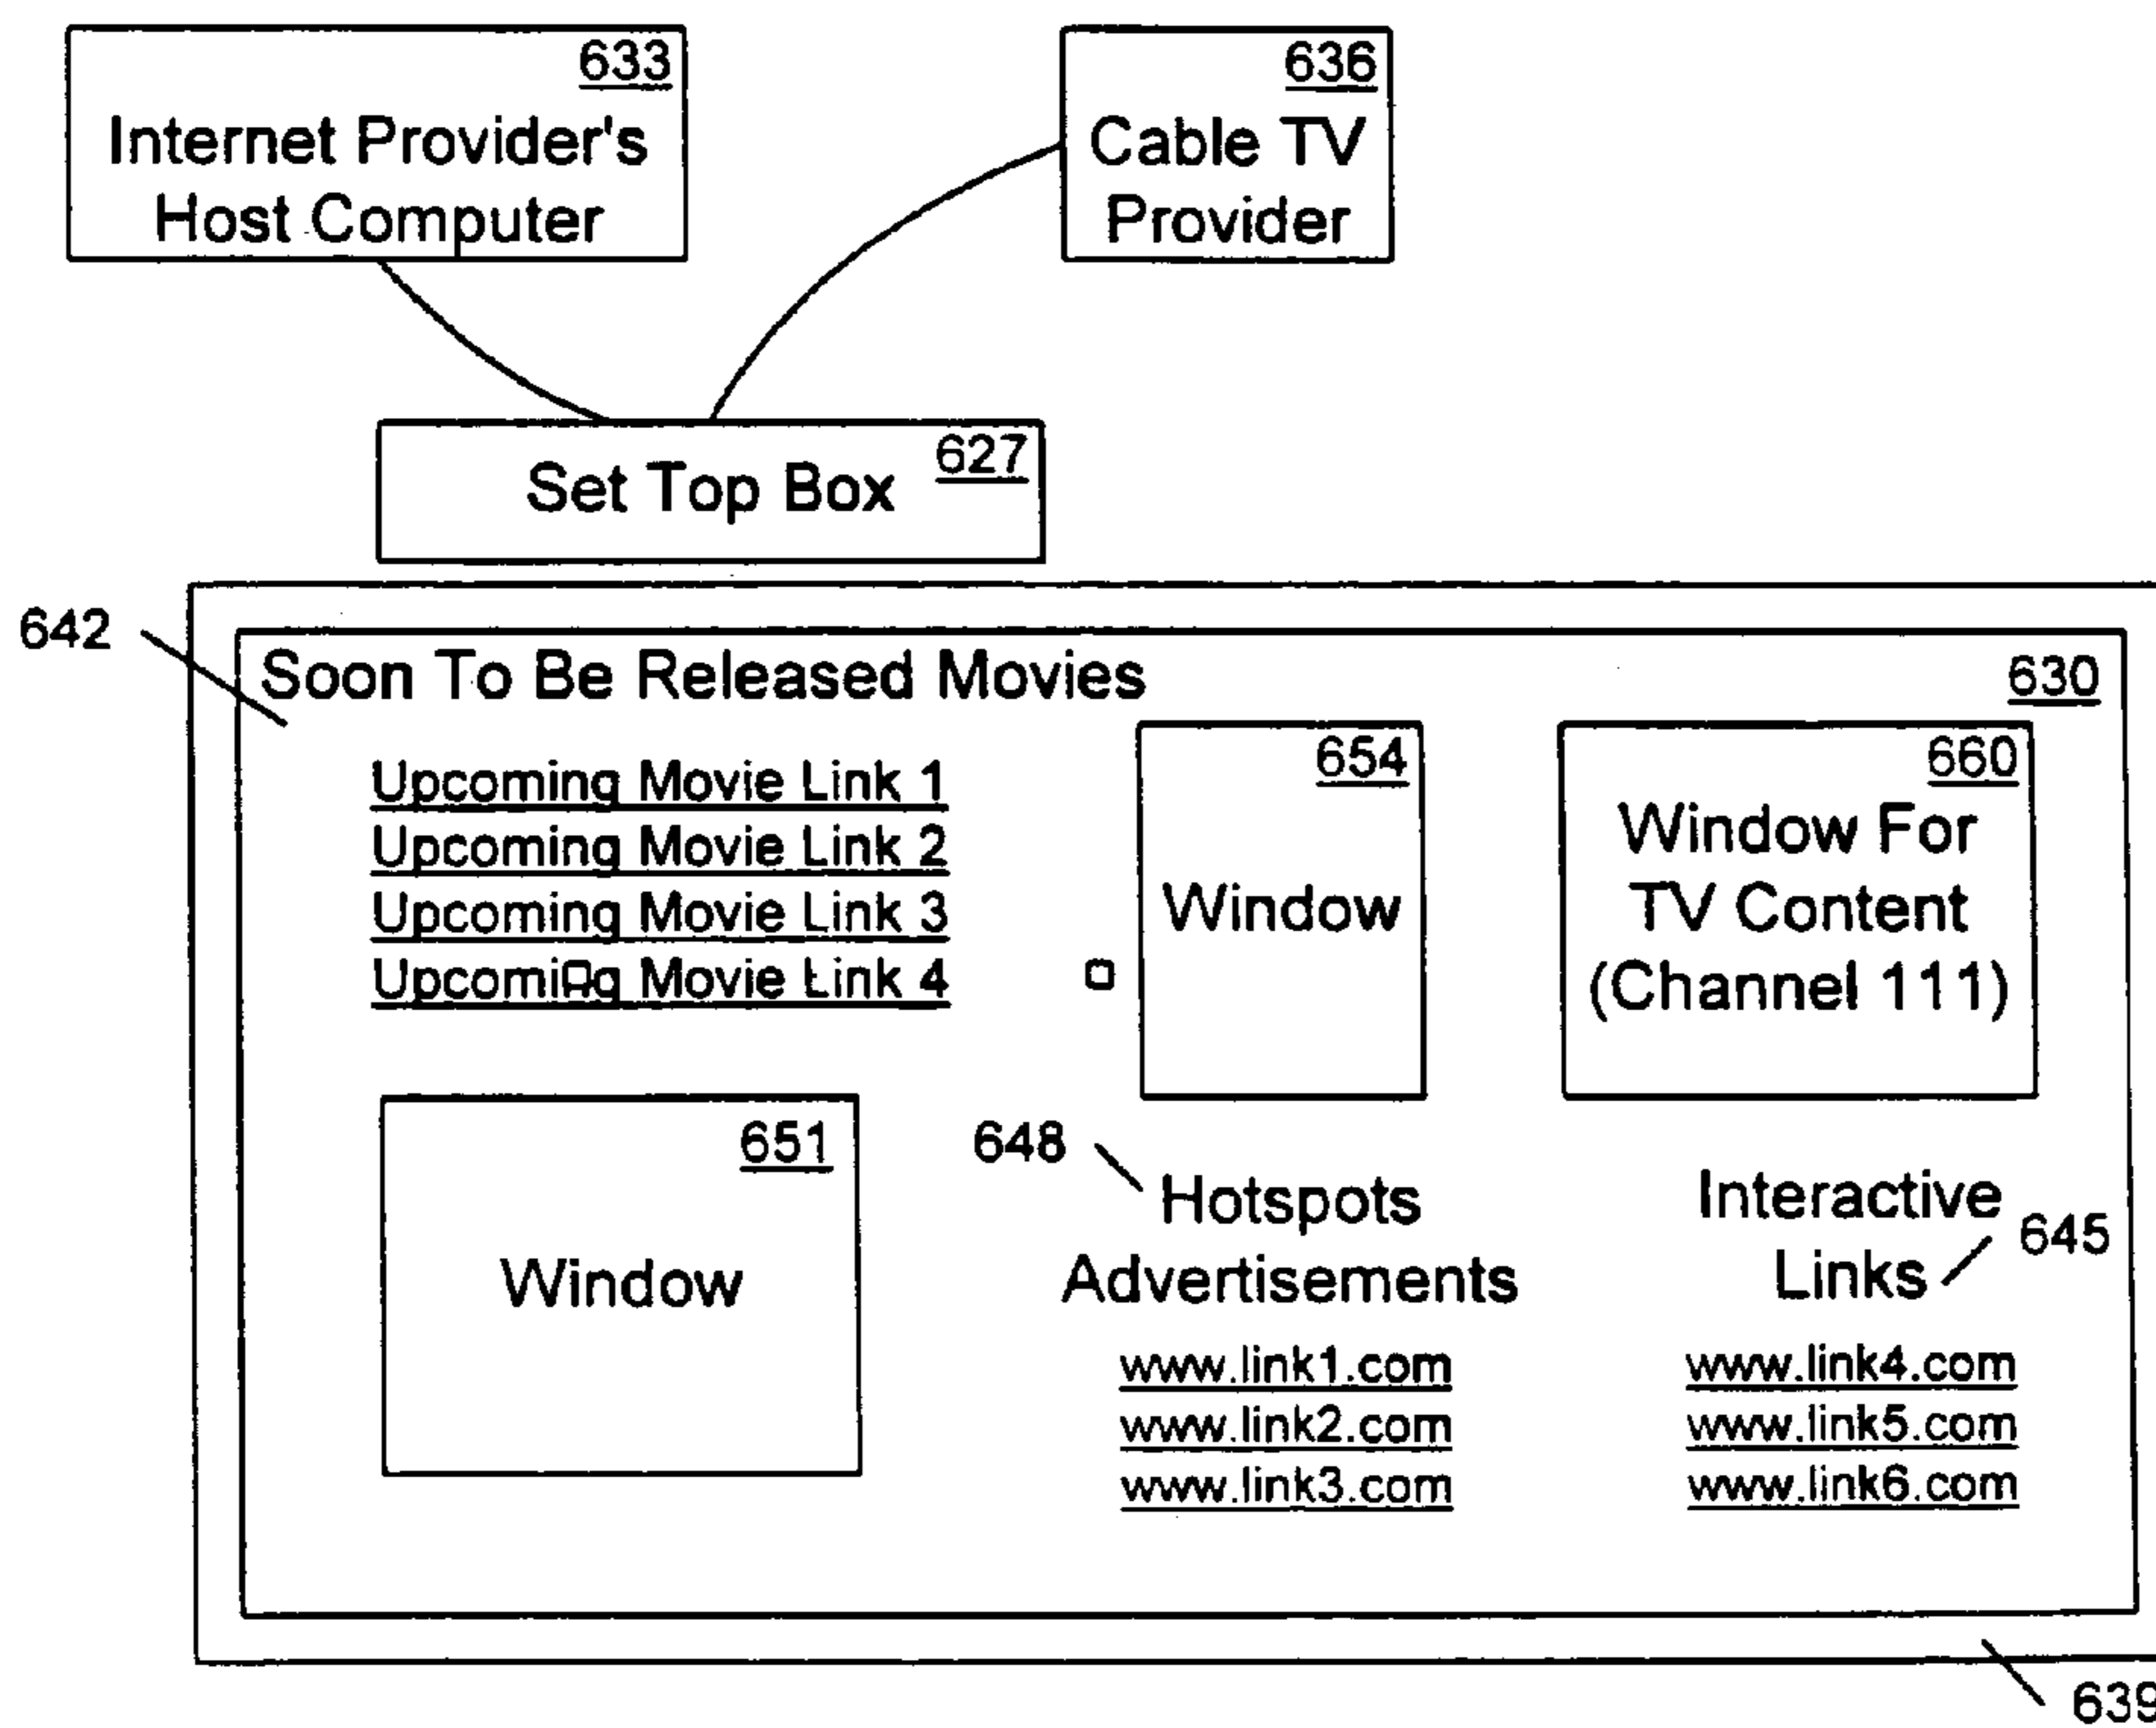 633
Internet Provider's
Host Computer
636
Cable TV
Provider
627
Set Top Box
642
Soon To Be Released Movies
630
Upcoming Movie Link 1
Upcoming Movie Link 2
Upcoming Movie Link 3
Upcoming Movie Link 4
654
Window
660
Window For
TV Content
(Channel 111)
651
Window
648
Hotspots
Advertisements
www.link1.com
www.link2.com
www.link3.com
Interactive
Links
645
www.link4.com
www.link5.com
www.link6.com
639